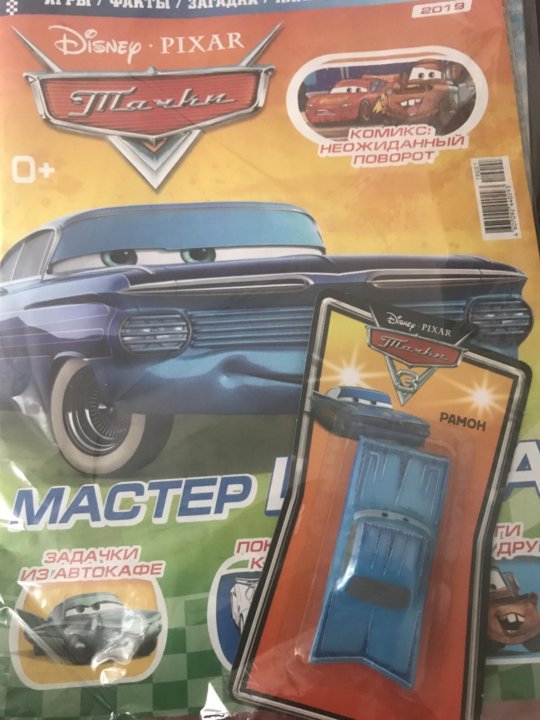 ИГРЫ / ФАКТЫ / ЗАГАДКИ /
2019
Disney · PIXAR
Тачки
0+
КОМИКС:
НЕОЖИДАННЫЙ
ПОВОРОТ
Disney · PIXAR
Тачки
3
РАМОН
МАСТЕР
ЗАДАЧКИ
ИЗ АВТОКАФЕ